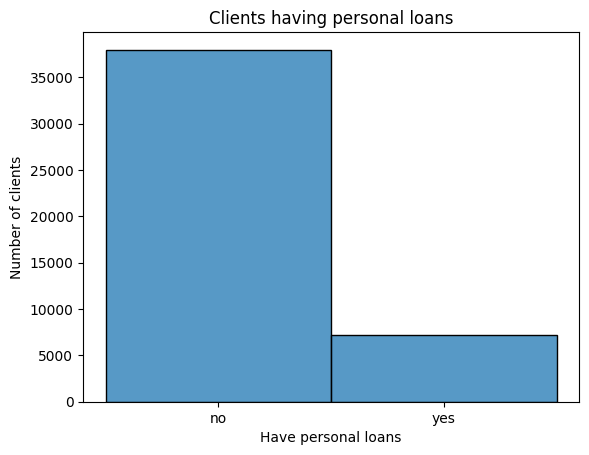 Clients having personal loans
35000
30000
25000
20000
15000
10000
5000
0
Number of clients
no yes
Have personal loans